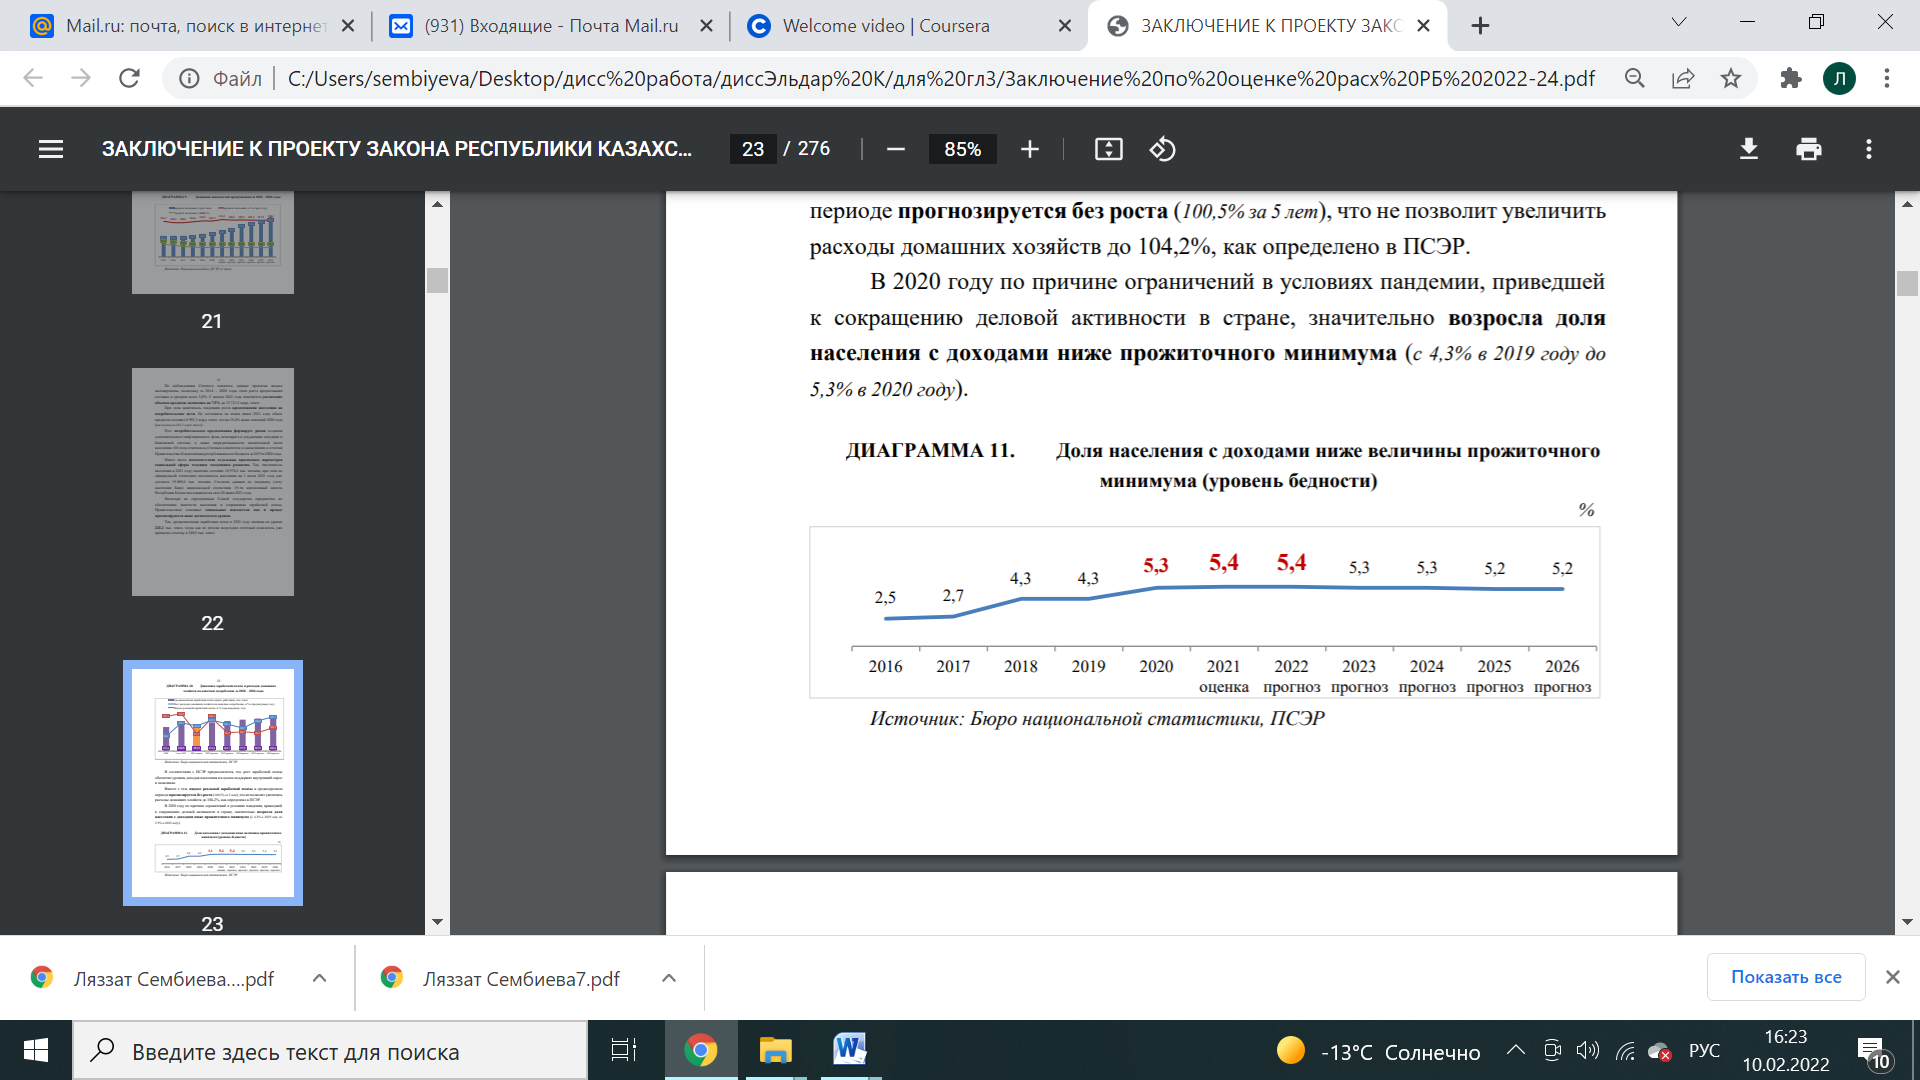 Mail.ru: почта, поиск в интернет
(931) Входящие - Почта Mail.ru
Welcome video | Coursera
ЗАКЛЮЧЕНИЕ К ПРОЕКТУ ЗАКО
Файл
C:/Users/sembiyeva/Desktop/дисс%20работа/диссЭльдар%20К/для%20гл3/Заключение%20по%20оценке%20расх%20РБ%202022-24.pdf
Л
ЗАКЛЮЧЕНИЕ К ПРОЕКТУ ЗАКОНА РЕСПУБЛИКИ КАЗАХС...
23 / 276
85%
21
22
23
периоде прогнозируется без роста (100,5% за 5 лет), что не позволит увеличить
расходы домашних хозяйств до 104,2%, как определено в ПСЭР.
В 2020 году по причине ограничений в условиях пандемии, приведшей
к сокращению деловой активности в стране, значительно возросла доля
населения с доходами ниже прожиточного минимума (с 4,3% в 2019 году до
5,3% в 2020 году).
ДИАГРАММА 11. Доля населения с доходами ниже величины прожиточного
минимума (уровень бедности)
%
2,5 2,7 4,3 4,3 5,3 5,4 5,4 5,3 5,3 5,2 5,2
2016 2017 2018 2019 2020 2021 2022 2023 2024 2025 2026
оценка прогноз прогноз прогноз прогноз прогноз
Источник: Бюро национальной статистики, ПСЭР
Ляззат Сембиева....pdf
Ляззат Сембиева7.pdf
Показать все
Введите здесь текст для поиска
-13°C Солнечно
РУС
16:23
10.02.2022
10